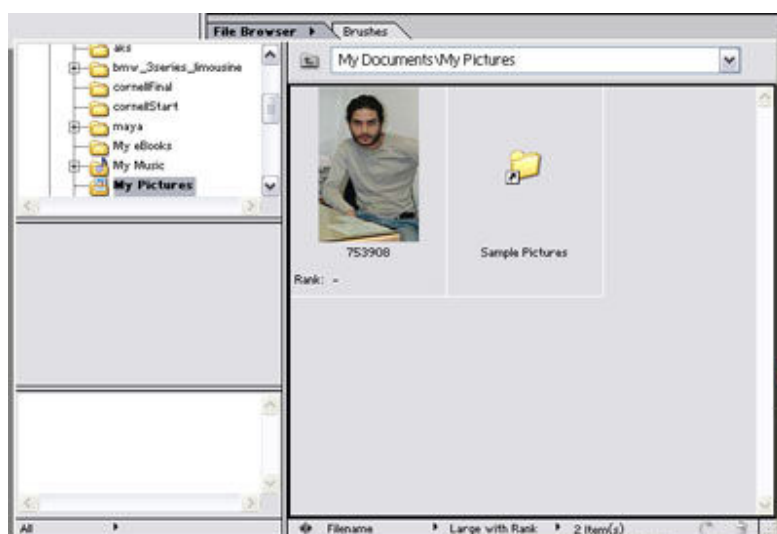 File Browser
Brushes
aks
bmw_3series_limousine
cornellFinal
cornellStart
maya
My eBooks
My Music
My Pictures
My Documents\My Pictures
753908
Sample Pictures
Rank: -
All
Filename
Large with Rank
2 Item(s)